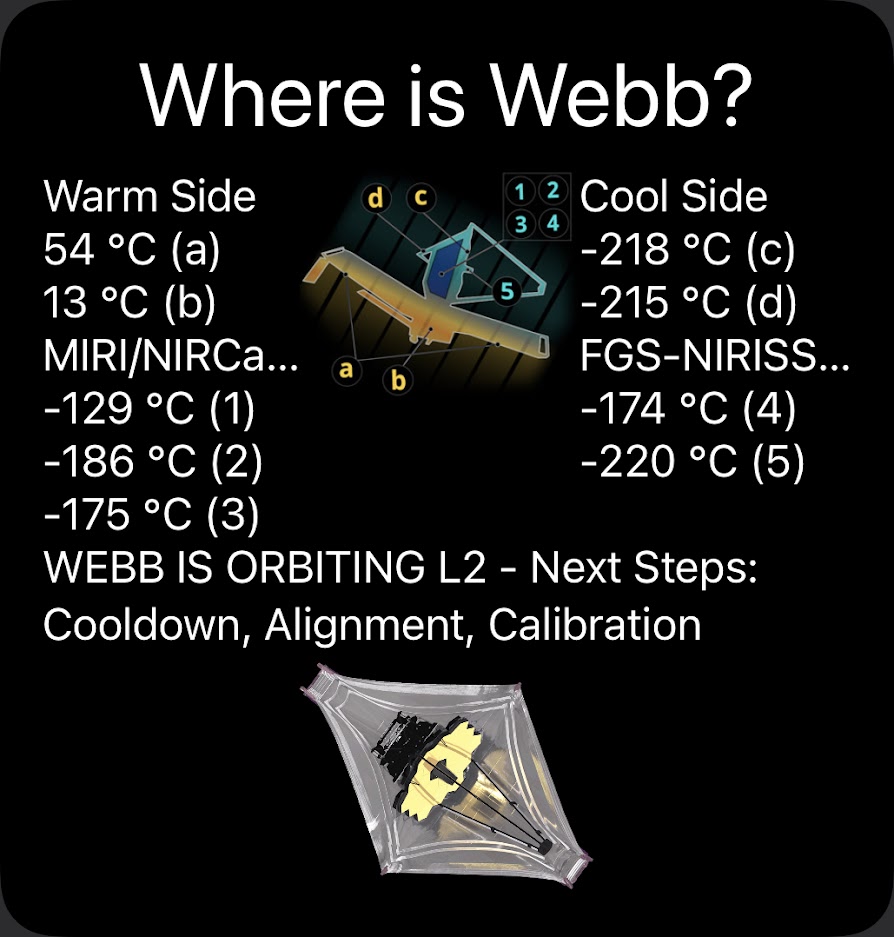 Where is Webb?
Warm Side
54 °C (a)
13 °C (b)
MIRI/NIRCa...
-129 °C (1)
-186 °C (2)
-175 °C (3)
d c 1 2
3 4
5
a
b
Cool Side
-218 °C (c)
-215 °C (d)
FGS-NIRISS...
-174 °C (4)
-220 °C (5)
WEBB IS ORBITING L2 - Next Steps:
Cooldown, Alignment, Calibration